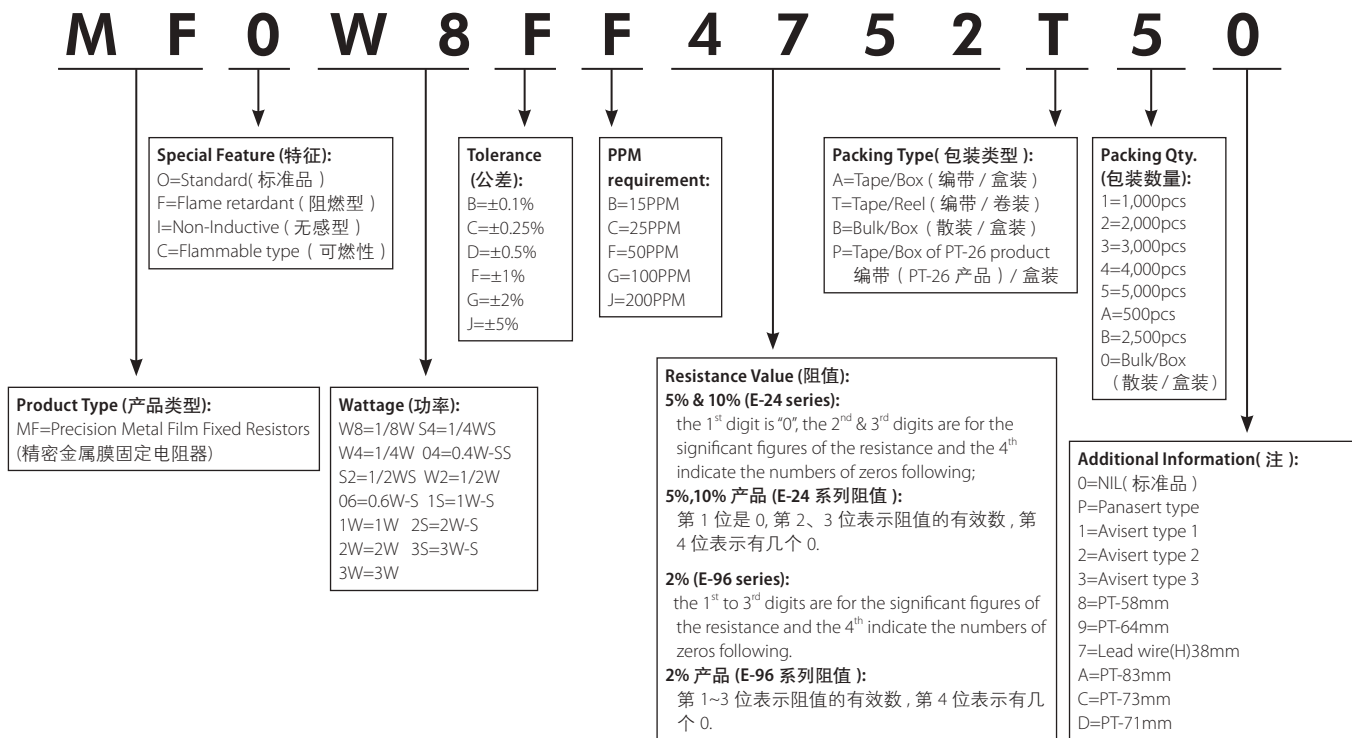 M F 0 W 8 F F 4 7 5 2 T 5 0
Special Feature (特征):
O=Standard( 标准品 )
F=Flame retardant ( 阻燃型 )
I=Non-Inductive ( 无感型 )
C=Flammable type ( 可燃性 )
Tolerance
(公差):
B=±0.1%
C=±0.25%
D=±0.5%
F=±1%
G=±2%
J=±5%
PPM
requirement:
B=15PPM
C=25PPM
F=50PPM
G=100PPM
J=200PPM
Packing Type( 包装类型 ):
A=Tape/Box ( 编带 / 盒装 )
T=Tape/Reel ( 编带 / 卷装 )
B=Bulk/Box ( 散装 / 盒装 )
P=Tape/Box of PT-26 product
编带 ( PT-26 产品 ) / 盒装
Packing Qty.
(包装数量):
1=1,000pcs
2=2,000pcs
3=3,000pcs
4=4,000pcs
5=5,000pcs
A=500pcs
B=2,500pcs
0=Bulk/Box
( 散装 / 盒装 )
Product Type (产品类型):
MF=Precision Metal Film Fixed Resistors
(精密金属膜固定电阻器)
Wattage (功率):
W8=1/8W S4=1/4WS
W4=1/4W 04=0.4W-SS
S2=1/2WS W2=1/2W
06=0.6W-S 1S=1W-S
1W=1W 2S=2W-S
2W=2W 3S=3W-S
3W=3W
Resistance Value (阻值):
5% & 10% (E-24 series):
the 1st digit is “0”, the 2nd & 3rd digits are for the
significant figures of the resistance and the 4th
indicate the numbers of zeros following;
5%,10% 产品 (E-24 系列阻值 ):
第 1 位是 0, 第 2、3 位表示阻值的有效数 , 第
4 位表示有几个 0.
2% (E-96 series):
the 1st to 3rd digits are for the significant figures of
the resistance and the 4th indicate the numbers of
zeros following.
2% 产品 (E-96 系列阻值 ):
第 1~3 位表示阻值的有效数 , 第 4 位表示有几
个 0.
Additional Information( 注 ):
0=NIL( 标准品 )
P=Panasert type
1=Avisert type 1
2=Avisert type 2
3=Avisert type 3
8=PT-58mm
9=PT-64mm
7=Lead wire(H)38mm
A=PT-83mm
C=PT-73mm
D=PT-71mm